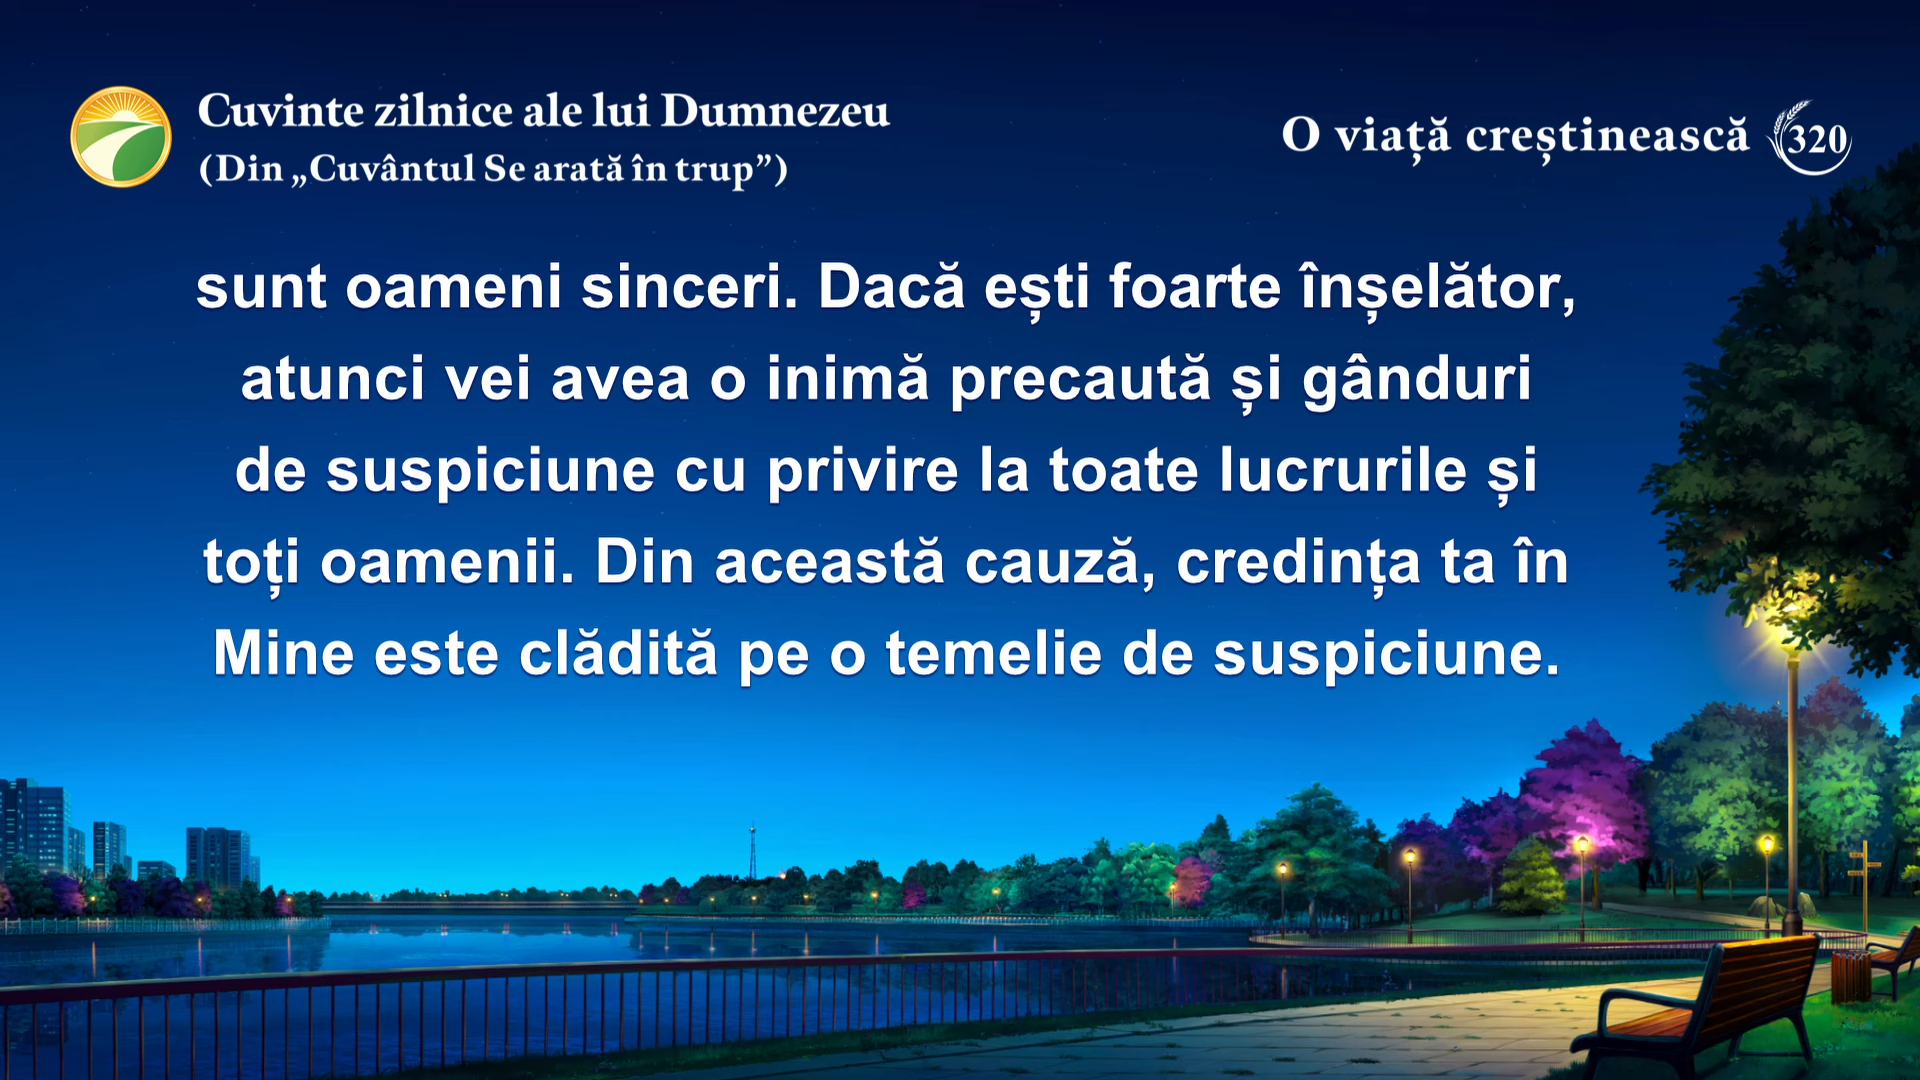 Cuvinte zilnice ale lui Dumnezeu
(Din „Cuvântul Se arată în trup”)
O viață creștinească 320
sunt oameni sinceri. Dacă ești foarte înșelător,
atunci vei avea o inimă precaută și gânduri
de suspiciune cu privire la toate lucrurile și
toți oamenii. Din această cauză, credința ta în
Mine este clădită pe o temelie de suspiciune.